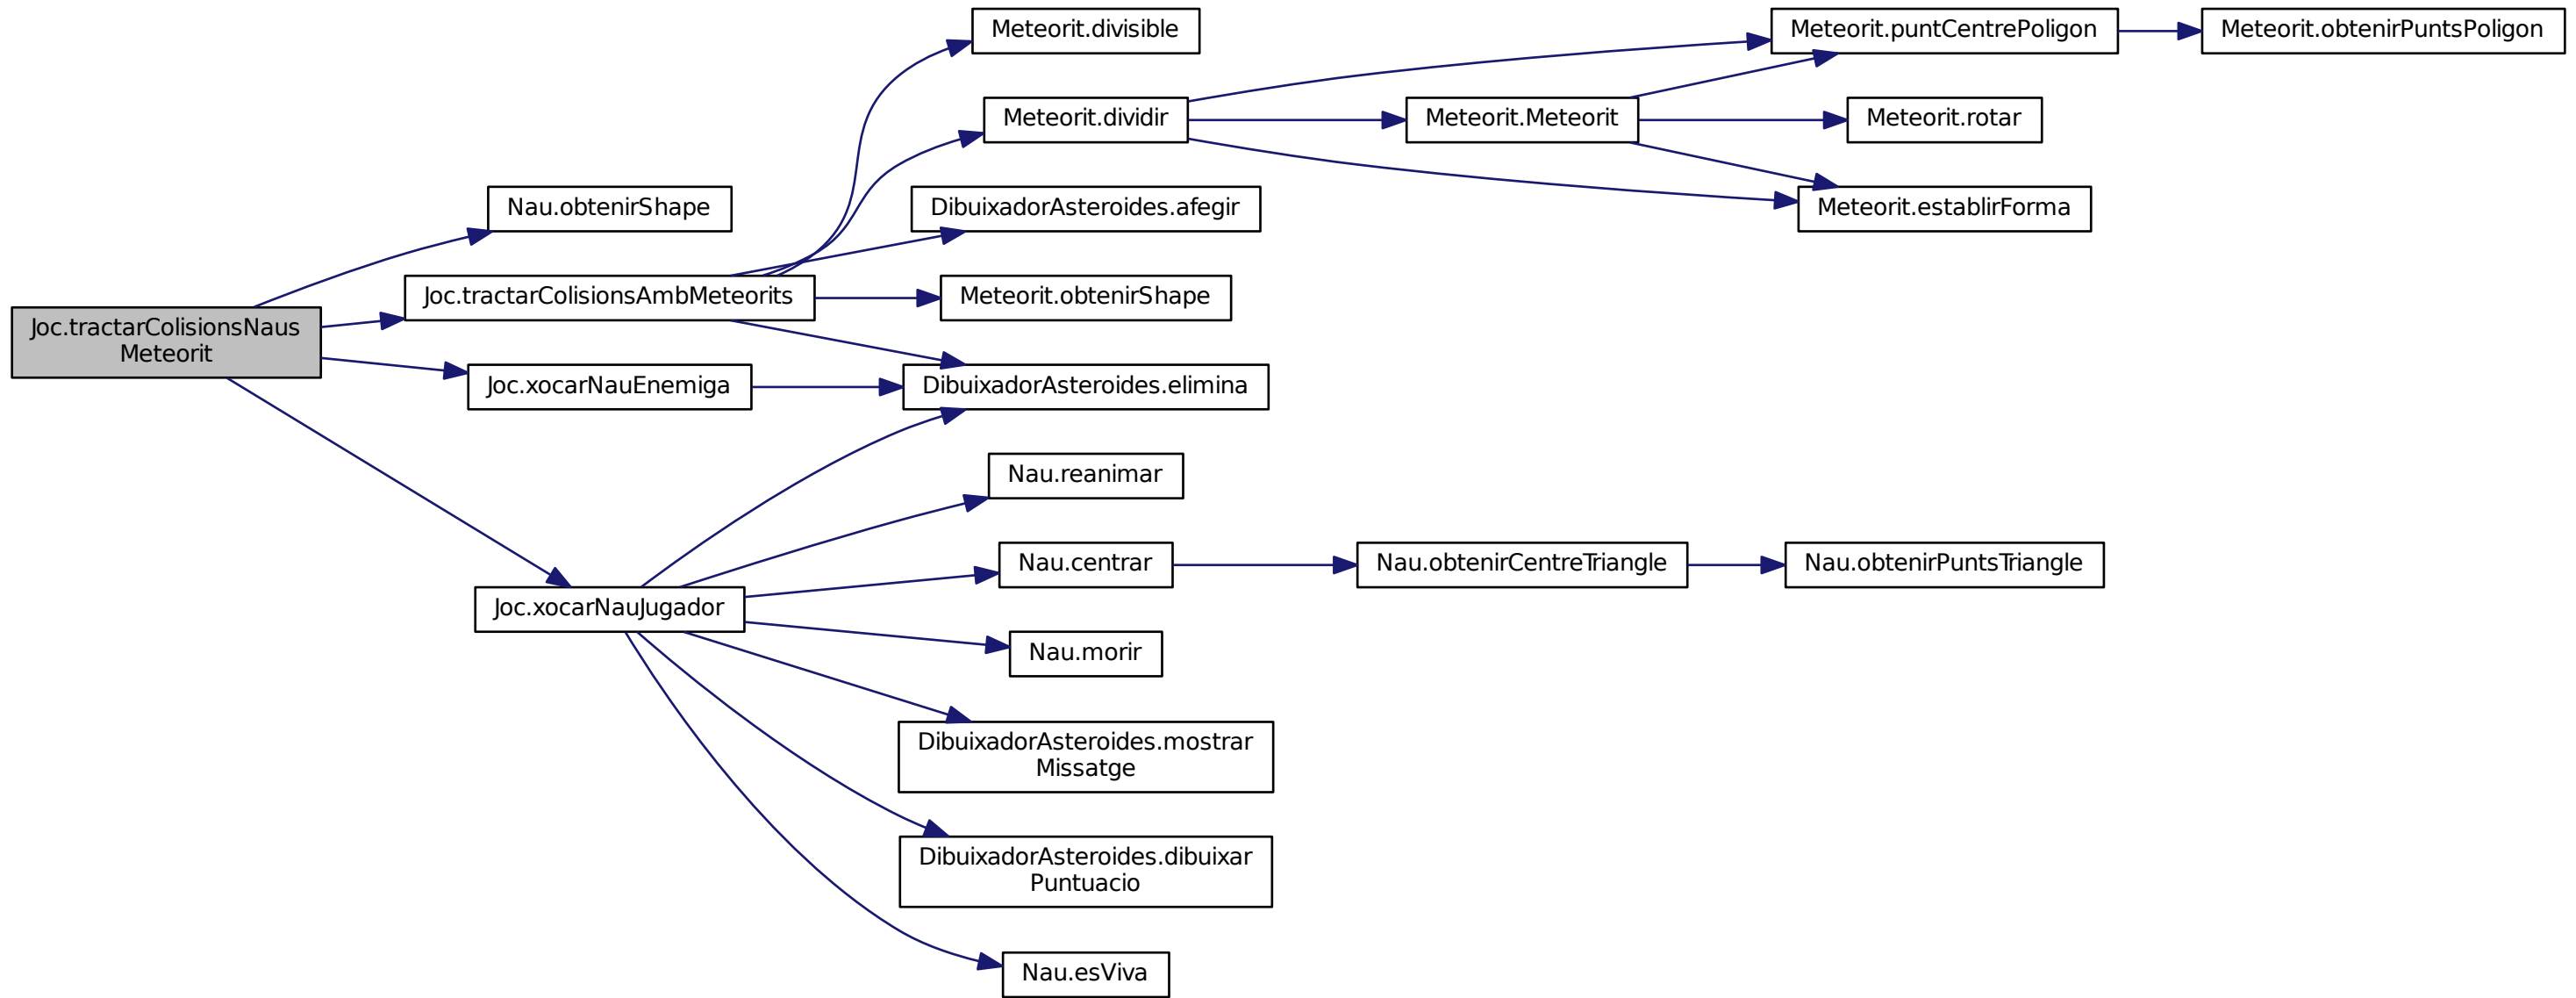 Meteorit.divisible
Meteorit.puntCentrePoligon
Meteorit.obtenirPuntsPoligon
Meteorit.dividir
Meteorit.Meteorit
Meteorit.rotar
Nau.obtenirShape
DibuixadorAsteroides.afegir
Meteorit.establirForma
Joc.tractarColisionsAmbMeteorits
Meteorit.obtenirShape
Joc.tractarColisionsNaus
Meteorit
Joc.xocarNauEnemiga
DibuixadorAsteroides.elimina
Nau.reanimar
Nau.centrar
Nau.obtenirCentreTriangle
Nau.obtenirPuntsTriangle
Joc.xocarNauJugador
Nau.morir
DibuixadorAsteroides.mostrar
Missatge
DibuixadorAsteroides.dibuixar
Puntuacio
Nau.esViva